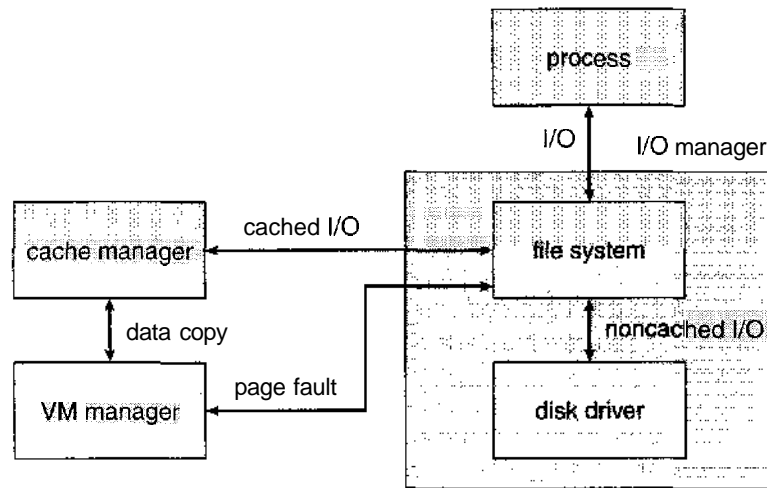 process
I/O
I/O manager
cached I/O
cache manager
file system
data copy
noncached I/O
page fault
VM manager
disk driver